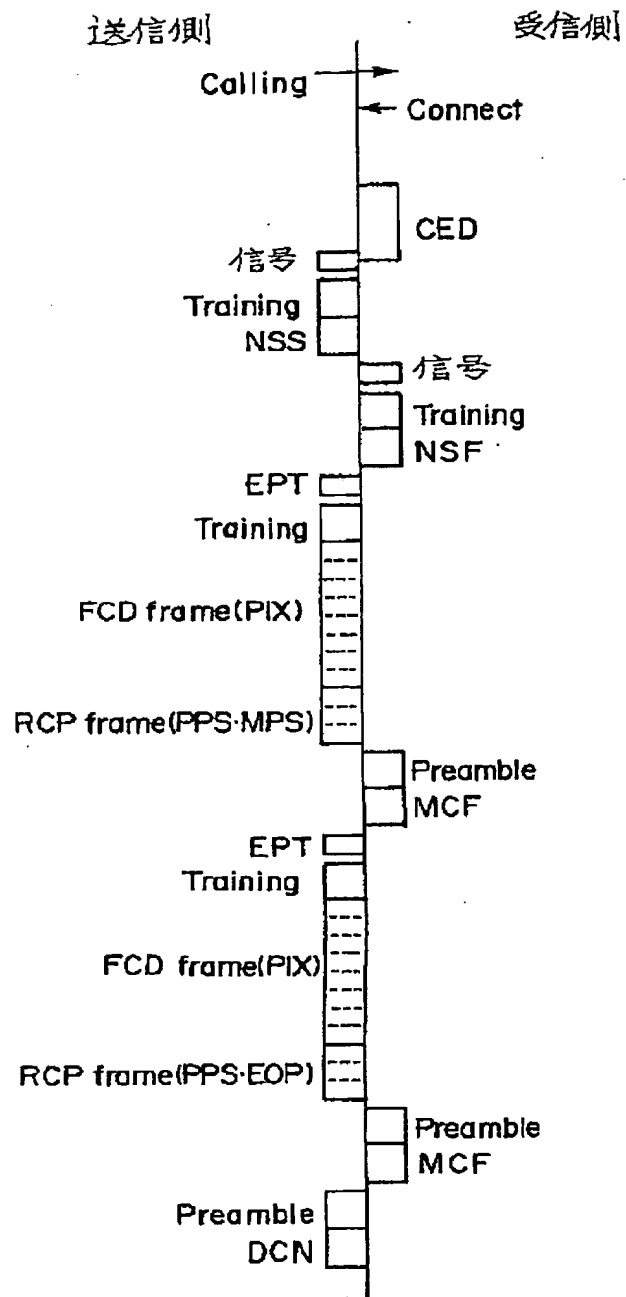 送信側 受信側
Calling
Connect
CED
信号
Training
NSS
信号
Training
NSF
EPT
Training
FCD frame(PIX)
RCP frame(PPS·MPS)
Preamble
MCF
EPT
Training
FCD frame(PIX)
RCP frame(PPS·EOP)
Preamble
MCF
Preamble
DCN